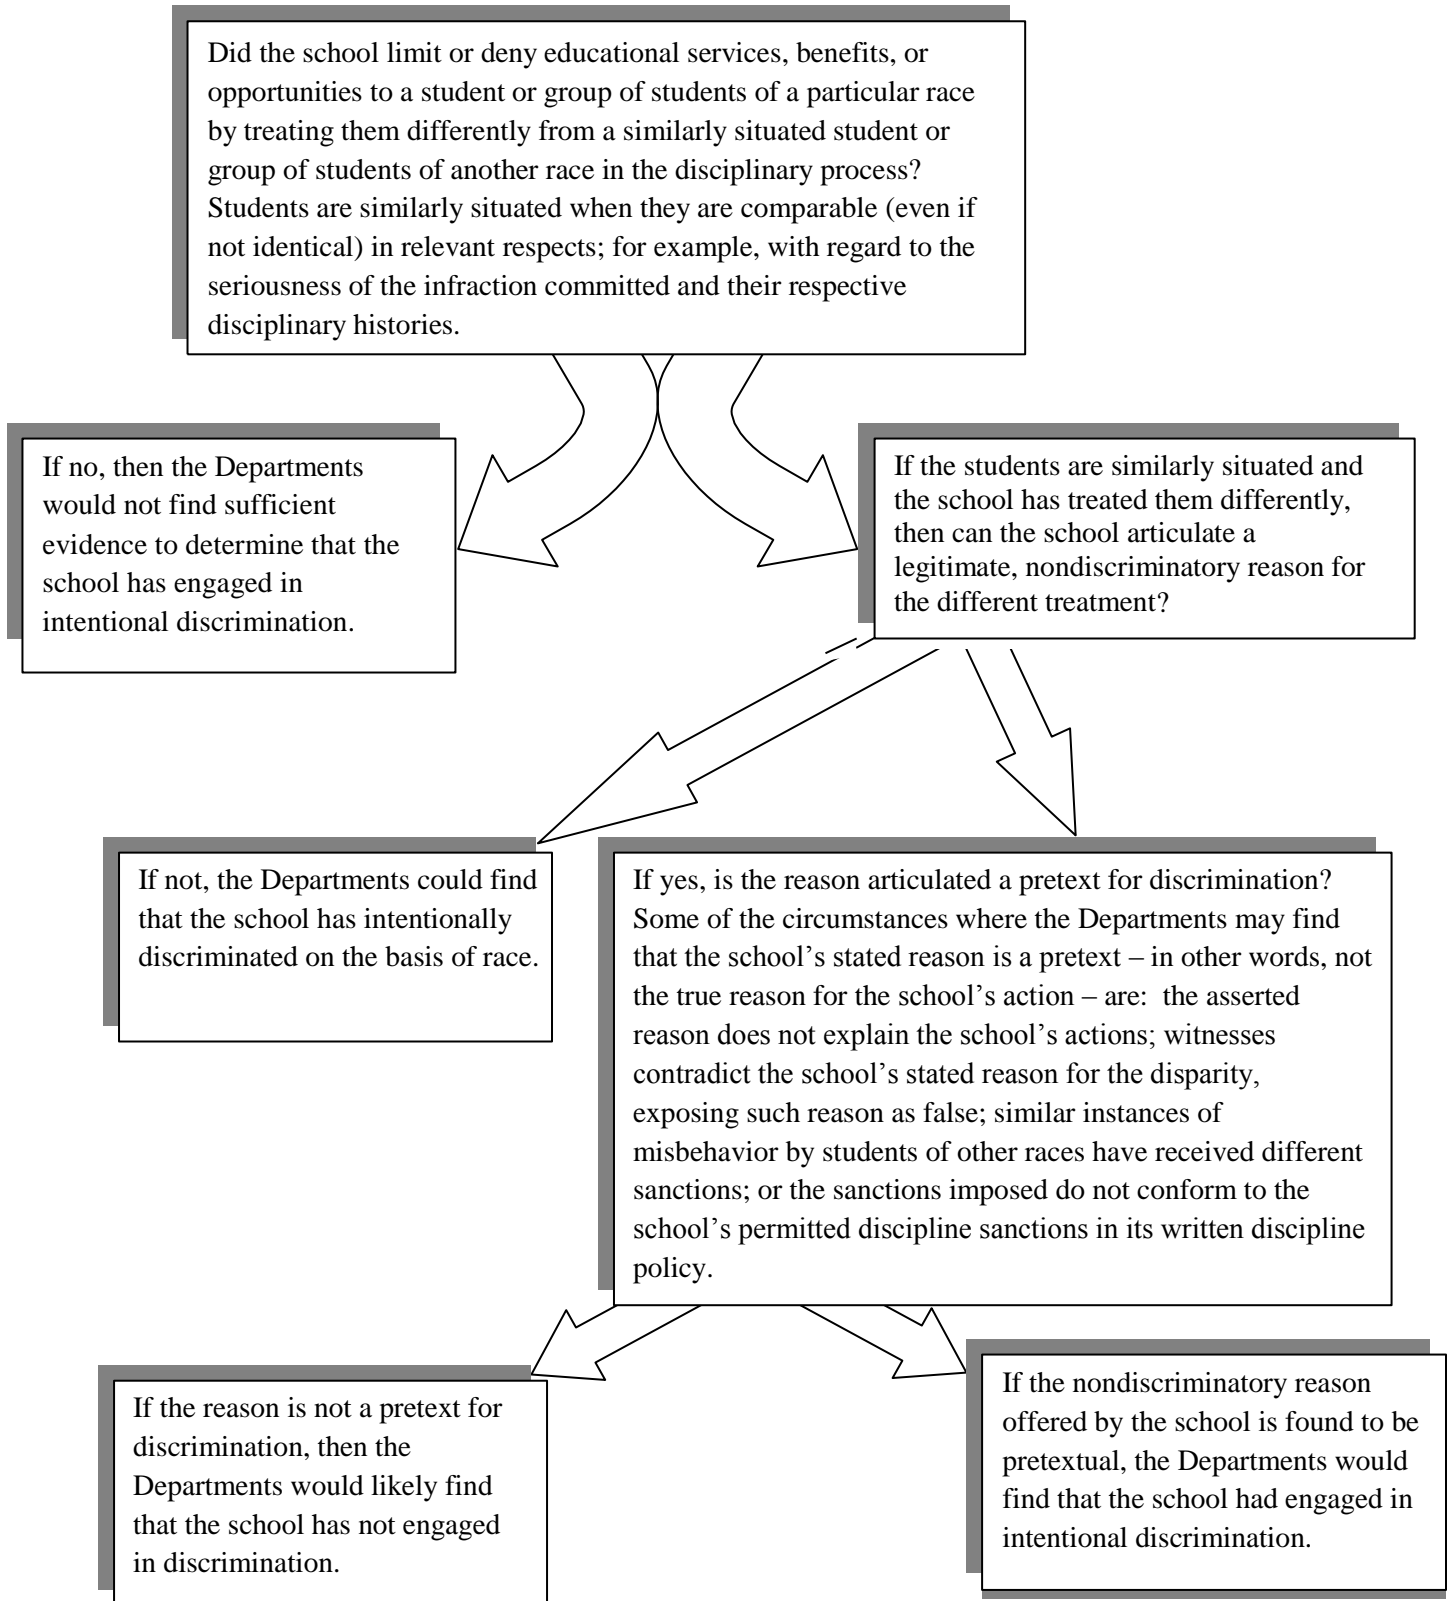 Did the school limit or deny educational services, benefits, or
opportunities to a student or group of students of a particular race
by treating them differently from a similarly situated student or
group of students of another race in the disciplinary process?
Students are similarly situated when they are comparable (even if
not identical) in relevant respects; for example, with regard to the
seriousness of the infraction committed and their respective
disciplinary histories.
If no, then the Departments
would not find sufficient
evidence to determine that the
school has engaged in
intentional discrimination.
If the students are similarly situated and
the school has treated them differently,
then can the school articulate a
legitimate, nondiscriminatory reason for
the different treatment?
If not, the Departments could find
that the school has intentionally
discriminated on the basis of race.
If yes, is the reason articulated a pretext for discrimination?
Some of the circumstances where the Departments may find
that the school’s stated reason is a pretext – in other words, not
the true reason for the school’s action – are:  the asserted
reason does not explain the school’s actions; witnesses
contradict the school’s stated reason for the disparity,
exposing such reason as false; similar instances of
misbehavior by students of other races have received different
sanctions; or the sanctions imposed do not conform to the
school’s permitted discipline sanctions in its written discipline
policy.
If the reason is not a pretext for
discrimination, then the
Departments would likely find
that the school has not engaged
in discrimination.
If the nondiscriminatory reason
offered by the school is found to be
pretextual, the Departments would
find that the school had engaged in
intentional discrimination.